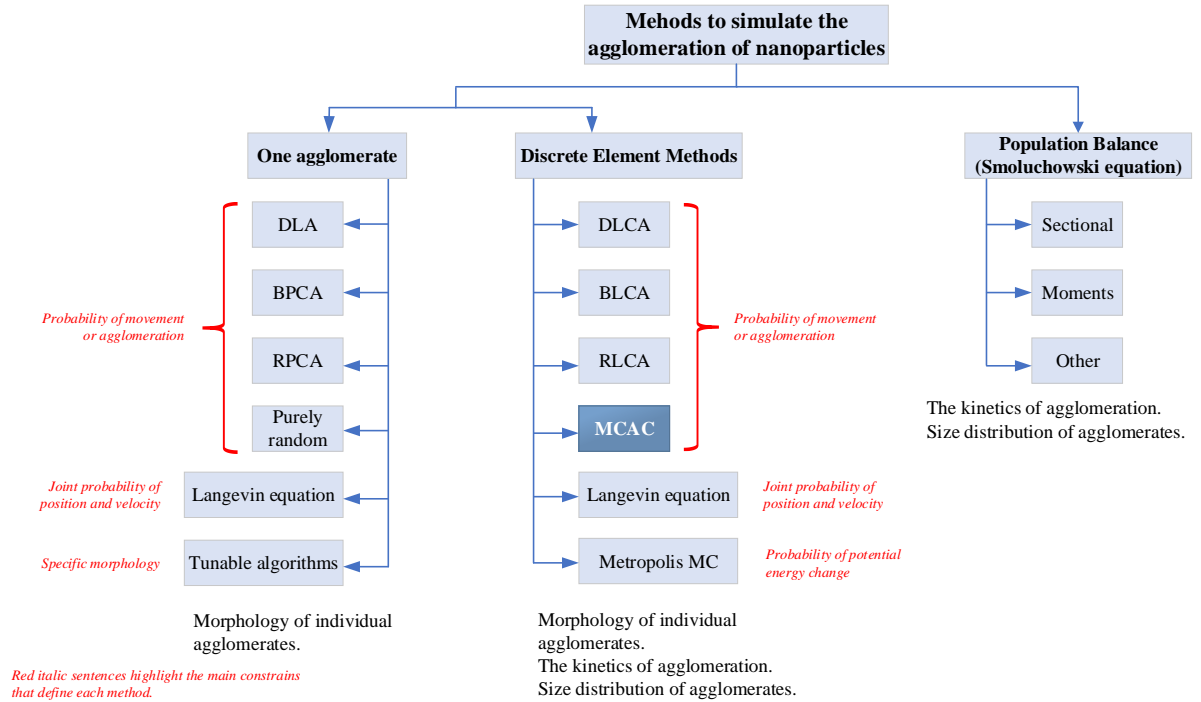 Mehods to simulate the
agglomeration of nanoparticles
One agglomerate
DLA
BPCA
RPCA
Purely
random
Langevin equation
Tunable algorithms
Probability of movement
or agglomeration
Joint probability of
position and velocity
Specific morphology
Morphology of individual
agglomerates.
Red italic sentences highlight the main constrains
that define each method.
Discrete Element Methods
DLCA
BLCA
RLCA
MCAC
Langevin equation
Metropolis MC
Probability of movement
or agglomeration
Joint probability of
position and velocity
Probability of potential
energy change
Morphology of individual
agglomerates.
The kinetics of agglomeration.
Size distribution of agglomerates.
Population Balance
(Smoluchowski equation)
Sectional
Moments
Other
The kinetics of agglomeration.
Size distribution of agglomerates.